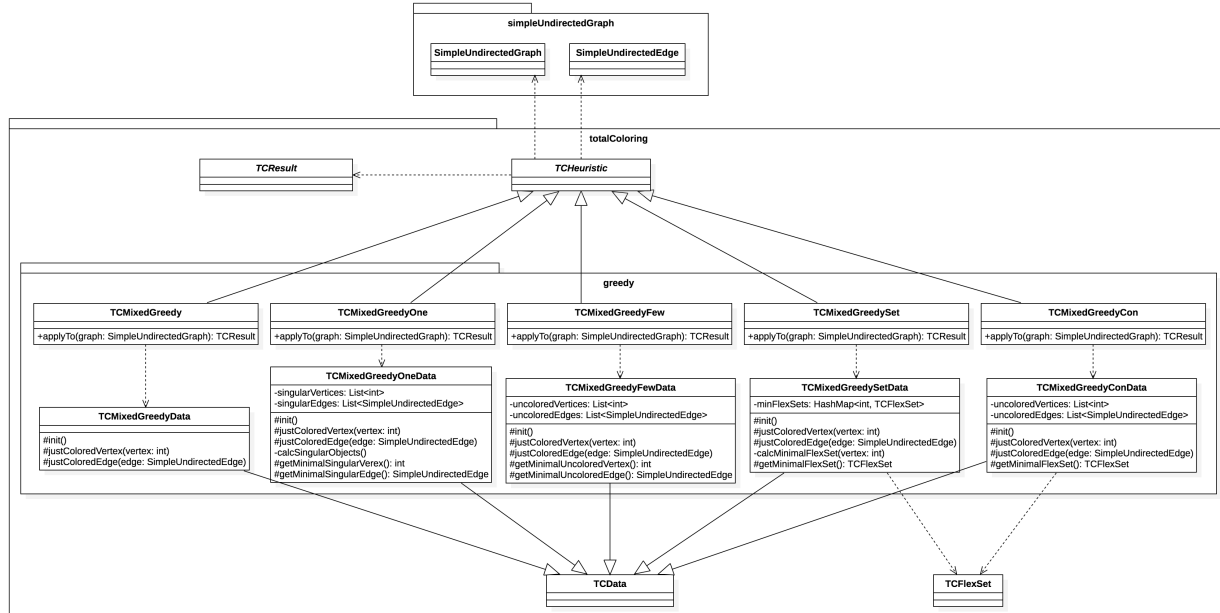 simpleUndirectedGraph
SimpleUndirectedGraph
SimpleUndirectedEdge
totalColoring
TCResult
TCHeuristic
greedy
TCMixedGreedy
+applyTo(graph: SimpleUndirectedGraph): TCResult
TCMixedGreedyOne
+applyTo(graph: SimpleUndirectedGraph): TCResult
TCMixedGreedyFew
+applyTo(graph: SimpleUndirectedGraph): TCResult
TCMixedGreedySet
+applyTo(graph: SimpleUndirectedGraph): TCResult
TCMixedGreedyCon
+applyTo(graph: SimpleUndirectedGraph): TCResult
TCMixedGreedyData
#init()
#justColoredVertex(vertex: int)
#justColoredEdge(edge: SimpleUndirectedEdge)
TCMixedGreedyOneData
-singularVertices: List<int>
-singularEdges: List<SimpleUndirectedEdge>
#init()
#justColoredVertex(vertex: int)
#justColoredEdge(edge: SimpleUndirectedEdge)
-calcSingularObjects()
#getMinimalSingularVerex(): int
#getMinimalSingularEdge(): SimpleUndirectedEdge
TCMixedGreedyFewData
-uncoloredVertices: List<int>
-uncoloredEdges: List<SimpleUndirectedEdge>
#init()
#justColoredVertex(vertex: int)
#justColoredEdge(edge: SimpleUndirectedEdge)
#getMinimalUncoloredVertex(): int
#getMinimalUncoloredEdge(): SimpleUndirectedEdge
TCMixedGreedySetData
-minFlexSets: HashMap<int, TCFlexSet>
#init()
#justColoredVertex(vertex: int)
#justColoredEdge(edge: SimpleUndirectedEdge)
-calcMinimalFlexSet(vertex: int)
#getMinimalFlexSet(): TCFlexSet
TCMixedGreedyConData
-uncoloredVertices: List<int>
-uncoloredEdges: List<SimpleUndirectedEdge>
#init()
#justColoredVertex(vertex: int)
#justColoredEdge(edge: SimpleUndirectedEdge)
#getMinimalFlexSet(): TCFlexSet
TCData
TCFlexSet